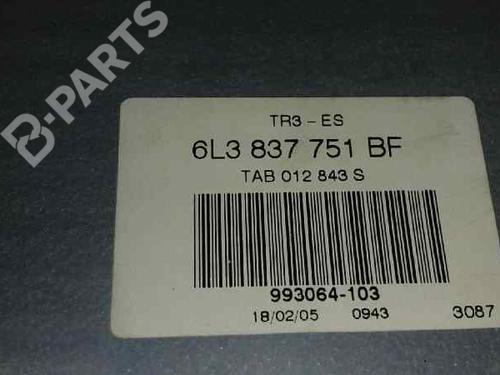 B-PARTS
TR3 - ES
6L3 837 751 BF
TAB 012 843 S
993064-103
18/02/05 0943 3087